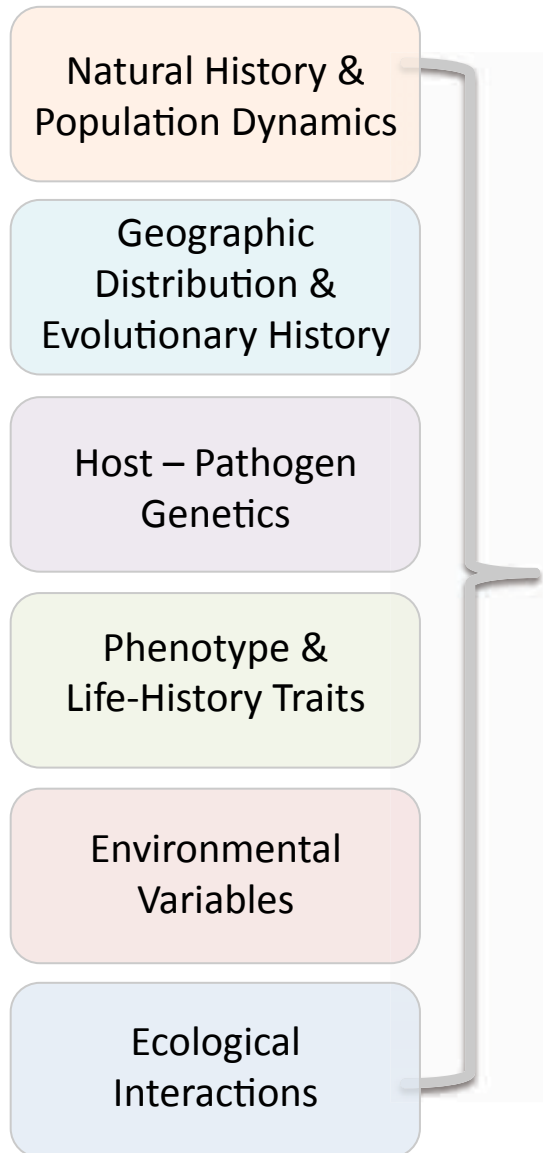 Natural History &
Population Dynamics
Geographic
Distribution &
Evolutionary History
Host – Pathogen
Genetics
Phenotype &
Life-History Traits
Environmental
Variables
Ecological
Interactions